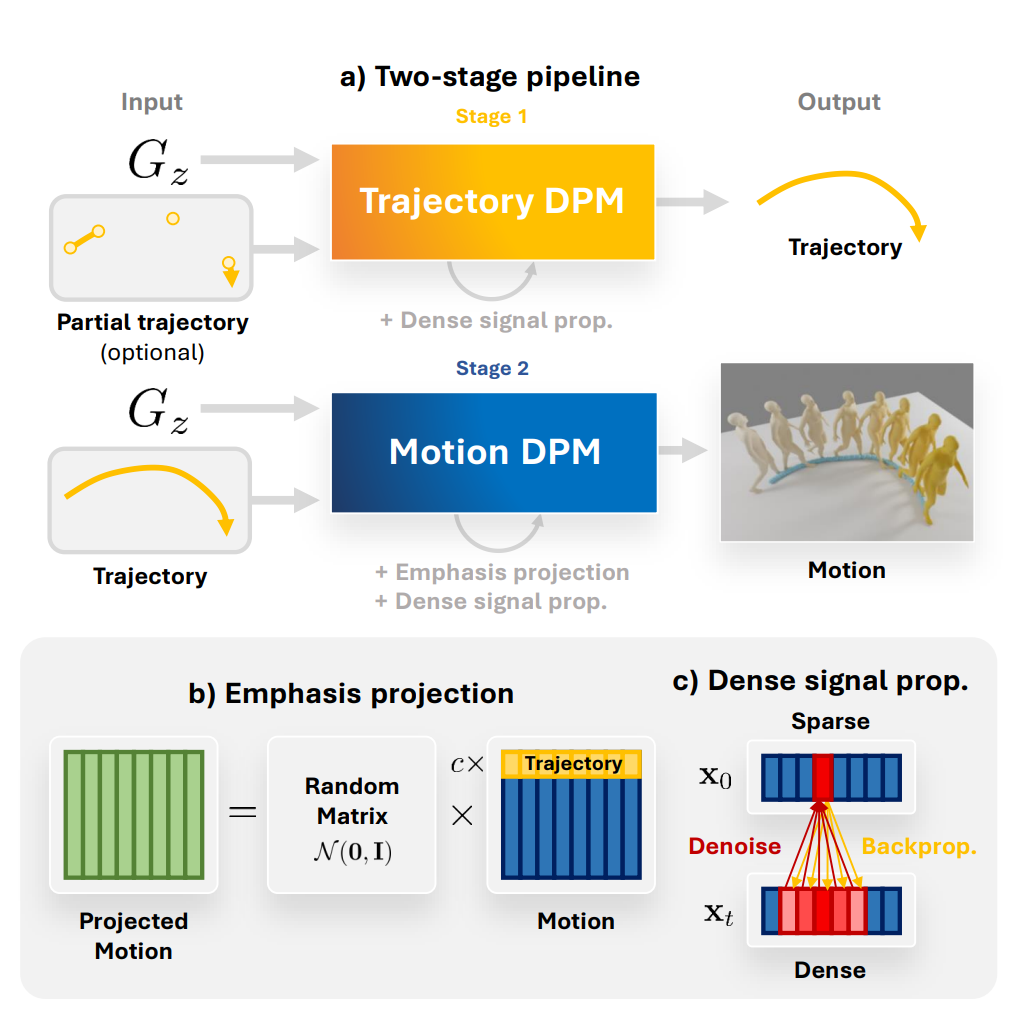 a) Two-stage pipeline
Input
Stage 1
Output
G_z
Trajectory DPM
Trajectory
Partial trajectory
(optional)
+ Dense signal prop.
Stage 2
G_z
Motion DPM
Trajectory
+ Emphasis projection
+ Dense signal prop.
Motion
b) Emphasis projection
c) Dense signal prop.
Sparse
x_0
Denoise
Backprop.
x_t
Dense
=
Random
Matrix
𝒩(0, I)
c×
×
Trajectory
Projected
Motion
Motion